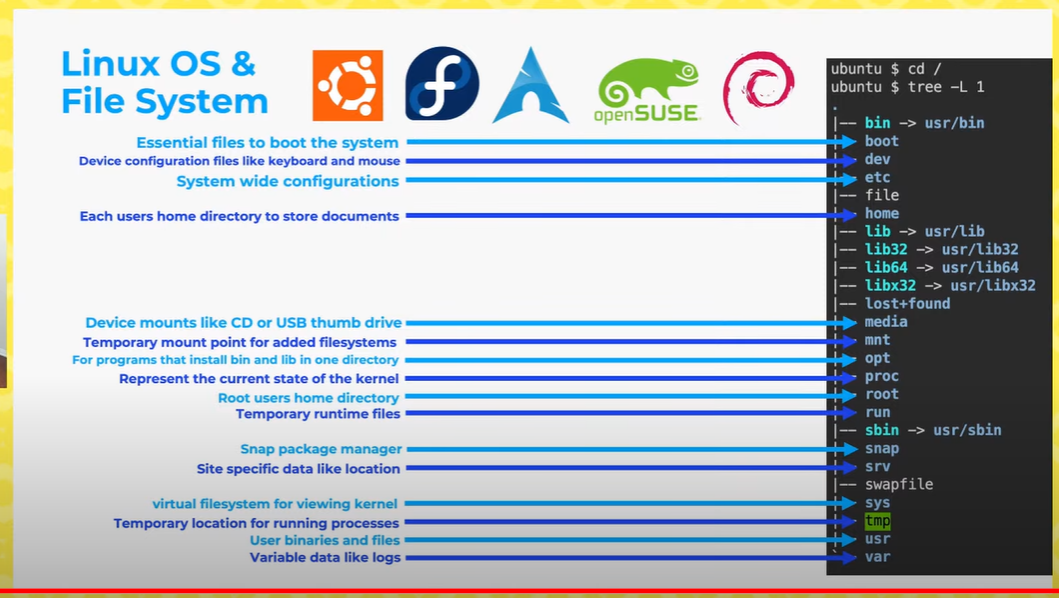 Linux OS &
File System
openSUSE
Essential files to boot the system
Device configuration files like keyboard and mouse
System wide configurations
Each users home directory to store documents
Device mounts like CD or USB thumb drive
Temporary mount point for added filesystems
For programs that install bin and lib in one directory
Represent the current state of the kernel
Root users home directory
Temporary runtime files
Snap package manager
Site specific data like location
virtual filesystem for viewing kernel
Temporary location for running processes
User binaries and files
Variable data like logs
ubuntu $ cd /
ubuntu $ tree -L 1
.
|-- bin -> usr/bin
|-- boot
|-- dev
|-- etc
|-- file
|-- home
|-- lib -> usr/lib
|-- lib32 -> usr/lib32
|-- lib64 -> usr/lib64
|-- libx32 -> usr/libx32
|-- lost+found
|-- media
|-- mnt
|-- opt
|-- proc
|-- root
|-- run
|-- sbin -> usr/sbin
|-- snap
|-- srv
|-- swapfile
|-- sys
|-- tmp
|-- usr
`-- var